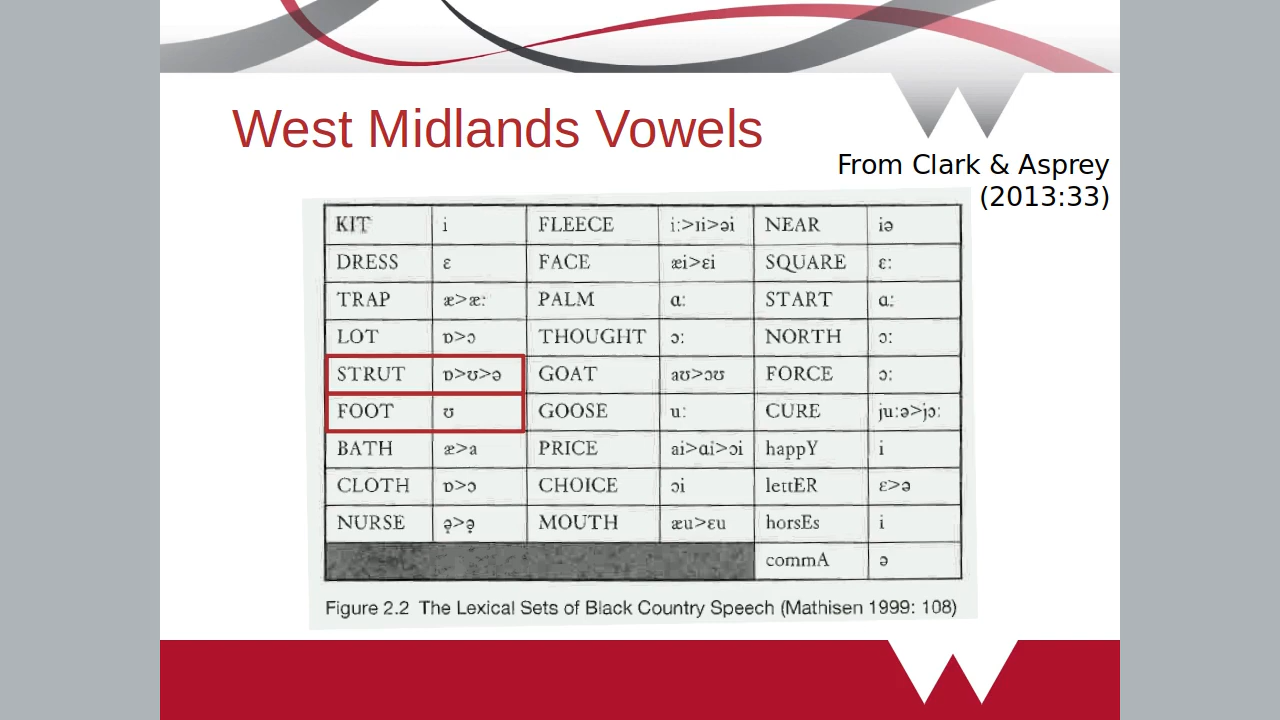 West Midlands Vowels
From Clark & Asprey
(2013:33)
KIT i FLEECE iː>ɪi>əi NEAR iə
DRESS ɛ FACE æi>ɛi SQUARE ɛː
TRAP æ>æː PALM ɑː START ɑː
LOT ɒ>ɔ THOUGHT ɔː NORTH ɔː
STRUT ɒ>ʊ>ə GOAT aʊ>ɔʊ FORCE ɔː
FOOT ʊ GOOSE uː CURE juːə>jɔː
BATH æ>a PRICE ai>ɑi>ɔi happY i
CLOTH ɒ>ɔ CHOICE ɔi lettER ɛ>ə
NURSE MOUTH æu>ɛu horsEs i
commA ə
Figure 2.2 The Lexical Sets of Black Country Speech (Mathisen 1999: 108)